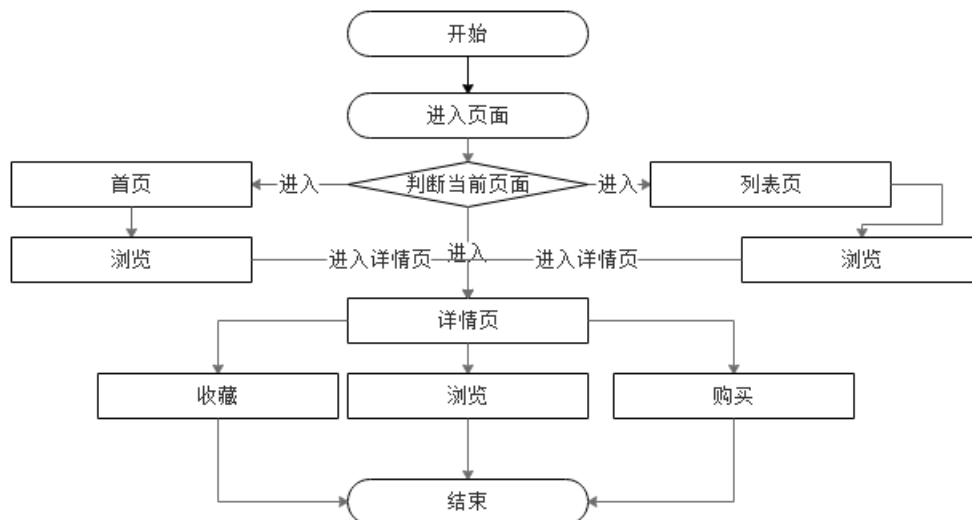 开始
进入页面
首页
进入
判断当前页面
进入
列表页
浏览
进入详情页
进入
进入详情页
浏览
详情页
收藏
浏览
购买
结束